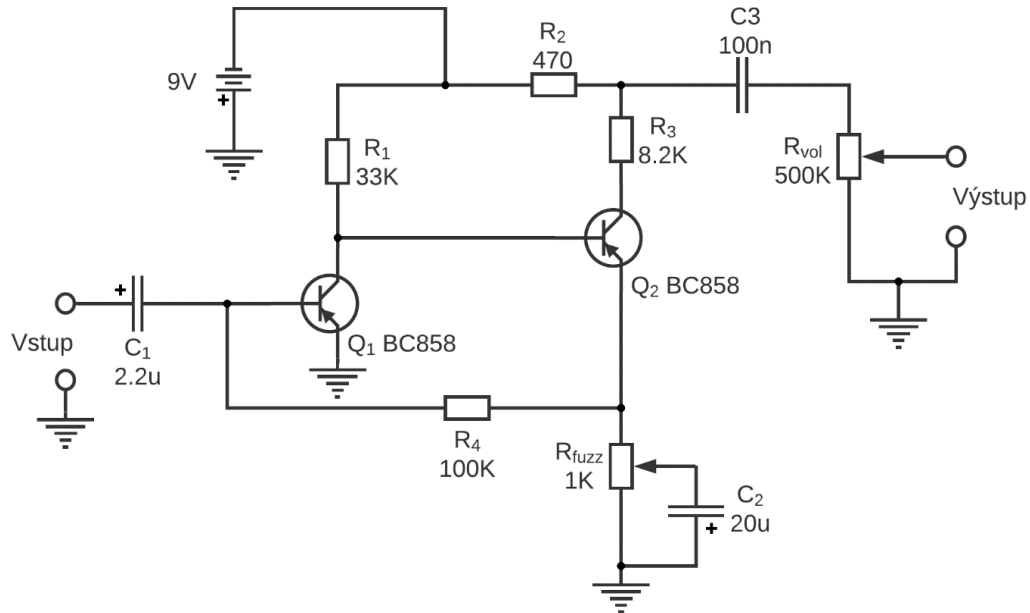 C3
100n
R₂
470
9V
+
R₁
33K
R₃
8.2K
Rvol
500K
Výstup
Q₂ BC858
+
Vstup
C₁
2.2u
Q₁ BC858
R₄
100K
Rfuzz
1K
C₂
20u
+